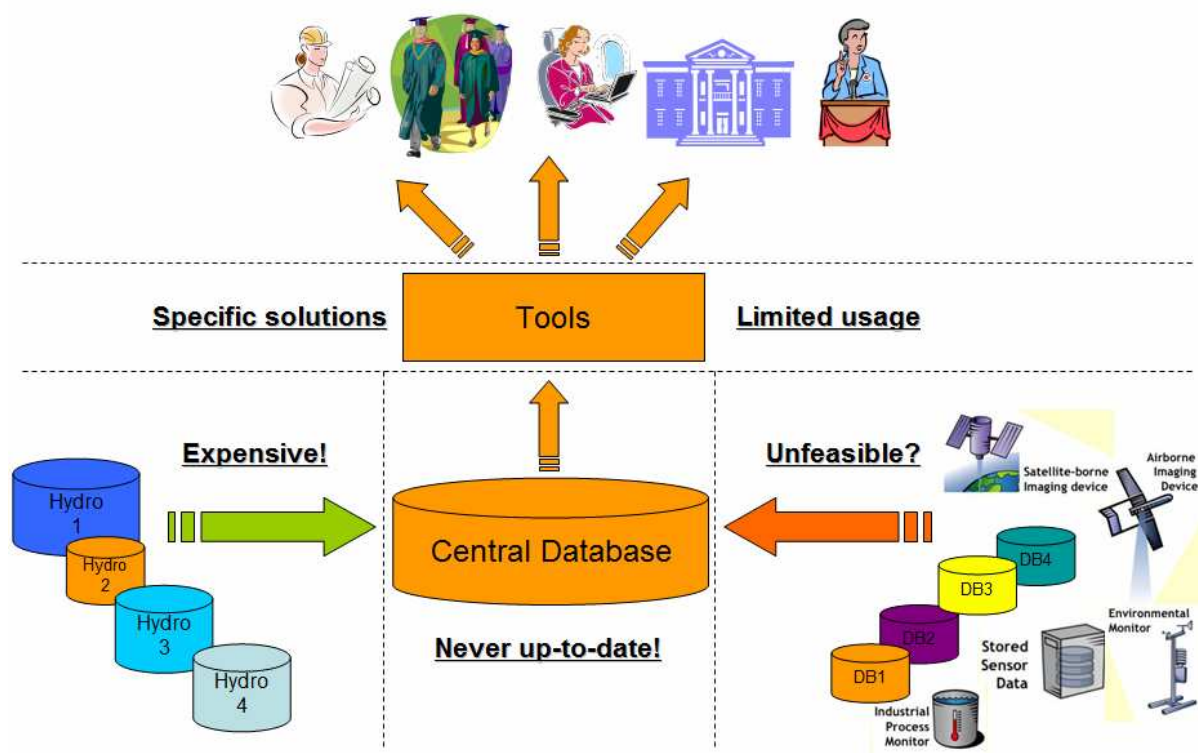 Specific solutions
Tools
Limited usage
Expensive!
Unfeasible?
Hydro
1
Hydro
2
Hydro
3
Hydro
4
Central Database
Never up-to-date!
Satellite-borne
Imaging device
Airborne
Imaging
Device
DB4
DB3
DB2
DB1
Environmental
Monitor
Stored
Sensor
Data
Industrial
Process
Monitor